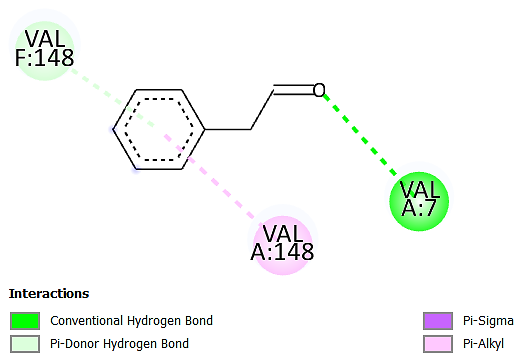 VAL
F:148
O
VAL
A:7
VAL
A:148
Interactions
Conventional Hydrogen Bond
Pi-Donor Hydrogen Bond
Pi-Sigma
Pi-Alkyl